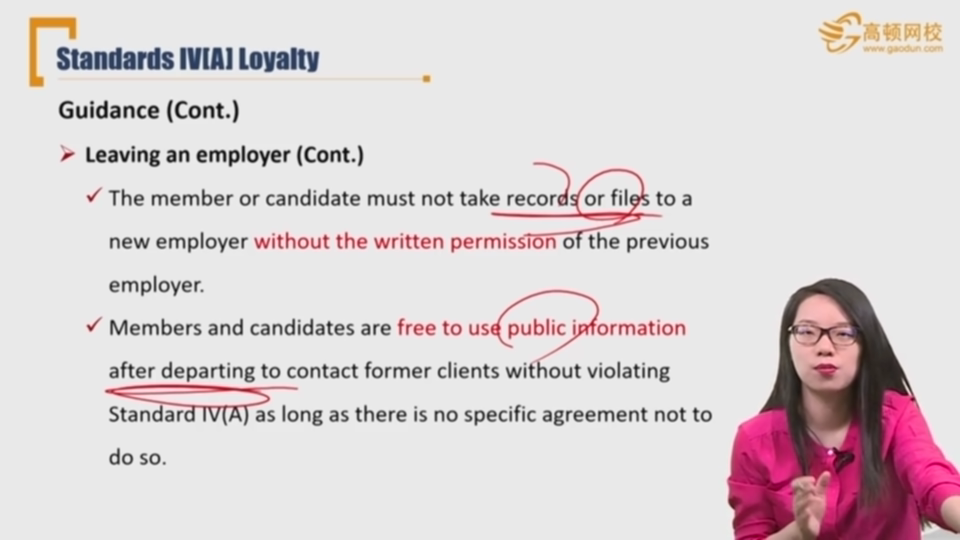 高顿网校
www.gaodun.com
Standards IV[A] Loyalty
Guidance (Cont.)
Leaving an employer (Cont.)
The member or candidate must not take records or files to a
new employer without the written permission of the previous
employer.
Members and candidates are free to use public information
after departing to contact former clients without violating
Standard IV(A) as long as there is no specific agreement not to
do so.